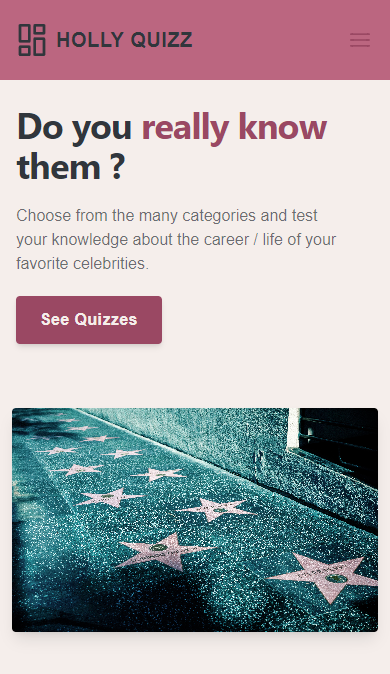 HOLLY QUIZZ
Do you really know
them ?
Choose from the many categories and test
your knowledge about the career / life of your
favorite celebrities.
See Quizzes